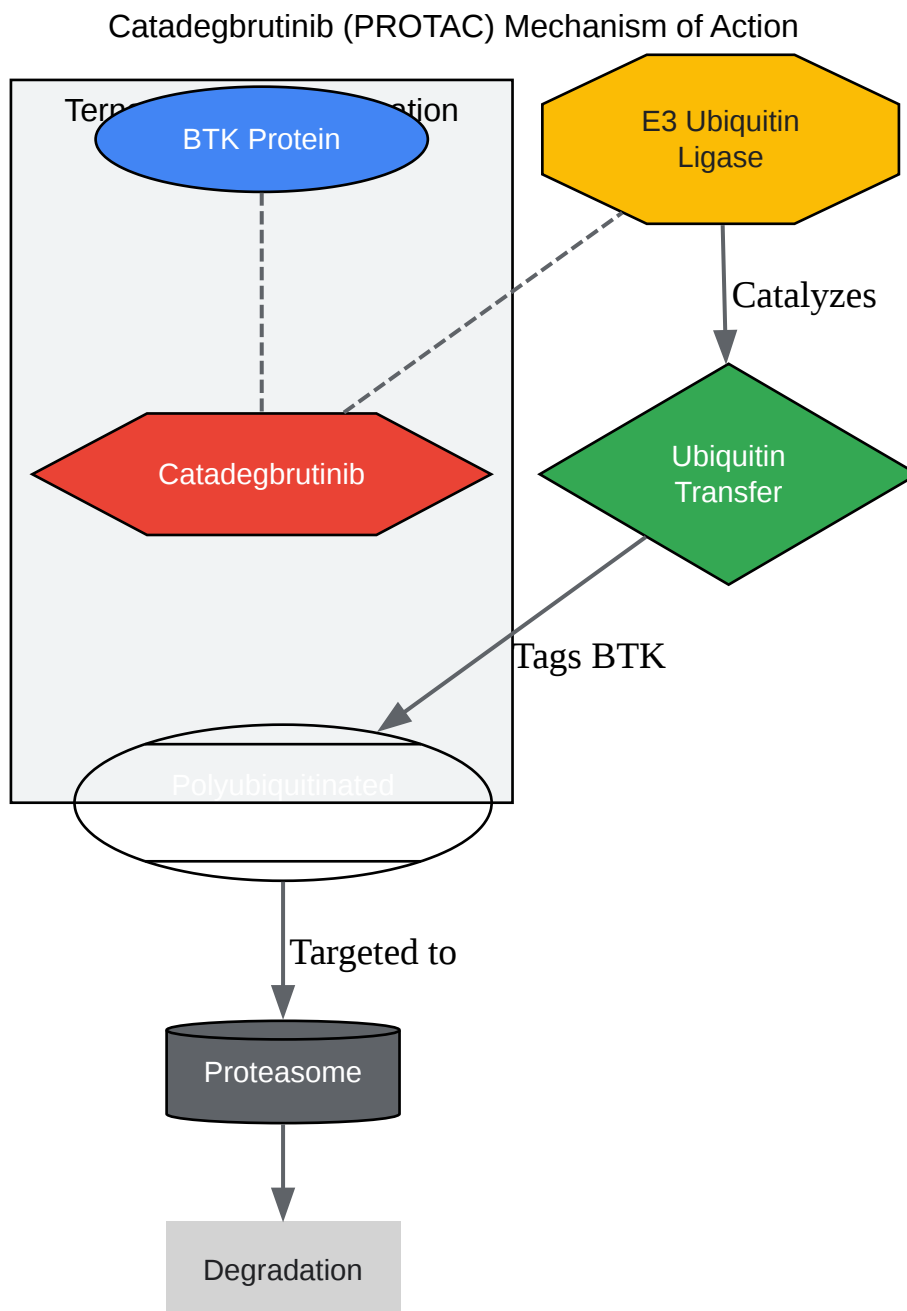 Catadegbrutinib (PROTAC) Mechanism of Action
BTK Protein
E3 Ubiquitin
Ligase
Catalyzes
Catadegbrutinib
Ubiquitin
Transfer
Tags BTK
Polyubiquitinated
Targeted to
Proteasome
Degradation